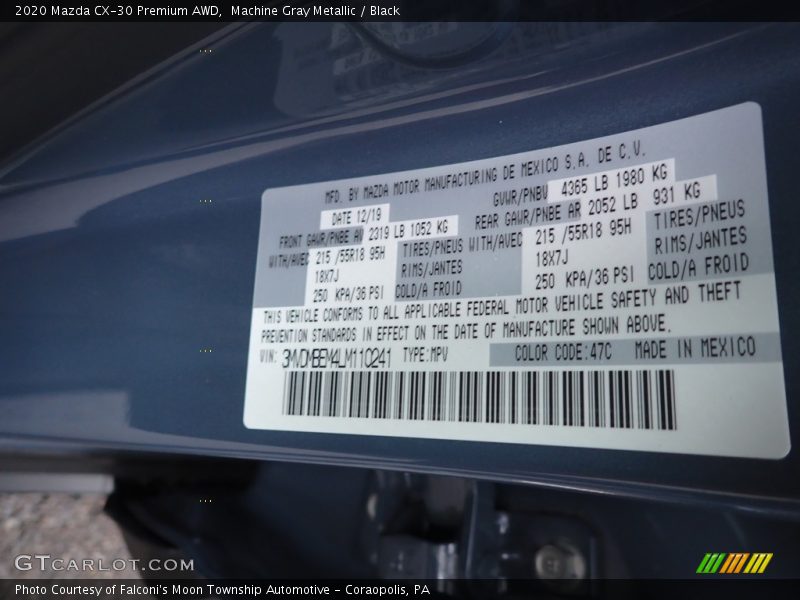 2020 Mazda CX-30 Premium AWD,  Machine Gray Metallic / Black
MFD. BY MAZDA MOTOR MANUFACTURING DE MEXICO S.A. DE C.V.
DATE 12/19 GVWR/PNBV 4365 LB 1980 KG
FRONT GAWR/PNBE AV 2319 LB 1052 KG REAR GAWR/PNBE AR 2052 LB 931 KG
WITH/AVEC 215 /55R18 95H TIRES/PNEUS WITH/AVEC 215 /55R18 95H TIRES/PNEUS
18X7J RIMS/JANTES 18X7J RIMS/JANTES
250 KPA/36 PSI COLD/A FROID 250 KPA/36 PSI COLD/A FROID
THIS VEHICLE CONFORMS TO ALL APPLICABLE FEDERAL MOTOR VEHICLE SAFETY AND THEFT
PREVENTION STANDARDS IN EFFECT ON THE DATE OF MANUFACTURE SHOWN ABOVE.
VIN: 3MVDMBEM4LM110241 TYPE:MPV COLOR CODE:47C MADE IN MEXICO
GTCARLOT.COM
Photo Courtesy of Falconi's Moon Township Automotive - Coraopolis, PA